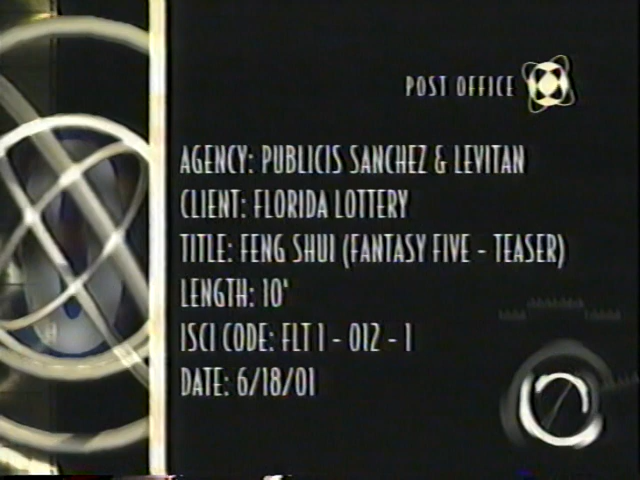 POST OFFICE
AGENCY: PUBLICIS SANCHEZ & LEVITAN
CLIENT: FLORIDA LOTTERY
TITLE: FENG SHUI (FANTASY FIVE - TEASER)
LENGTH: 10'
ISCI CODE: FLT 1 - 012 - 1
DATE: 6/18/01